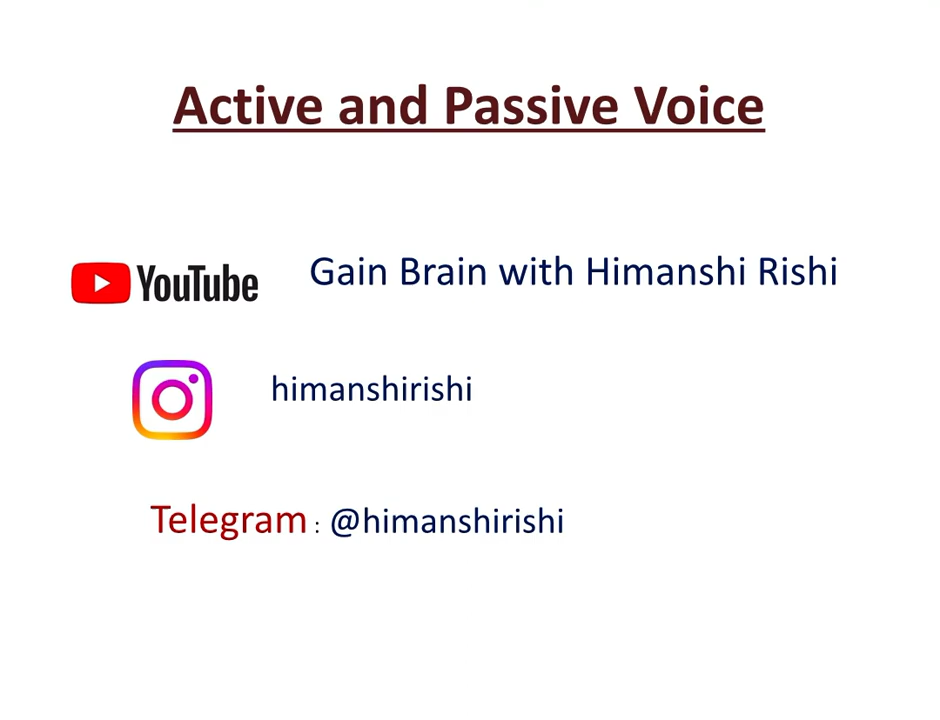 Active and Passive Voice
YouTube Gain Brain with Himanshi Rishi
himanshirishi
Telegram : @himanshirishi